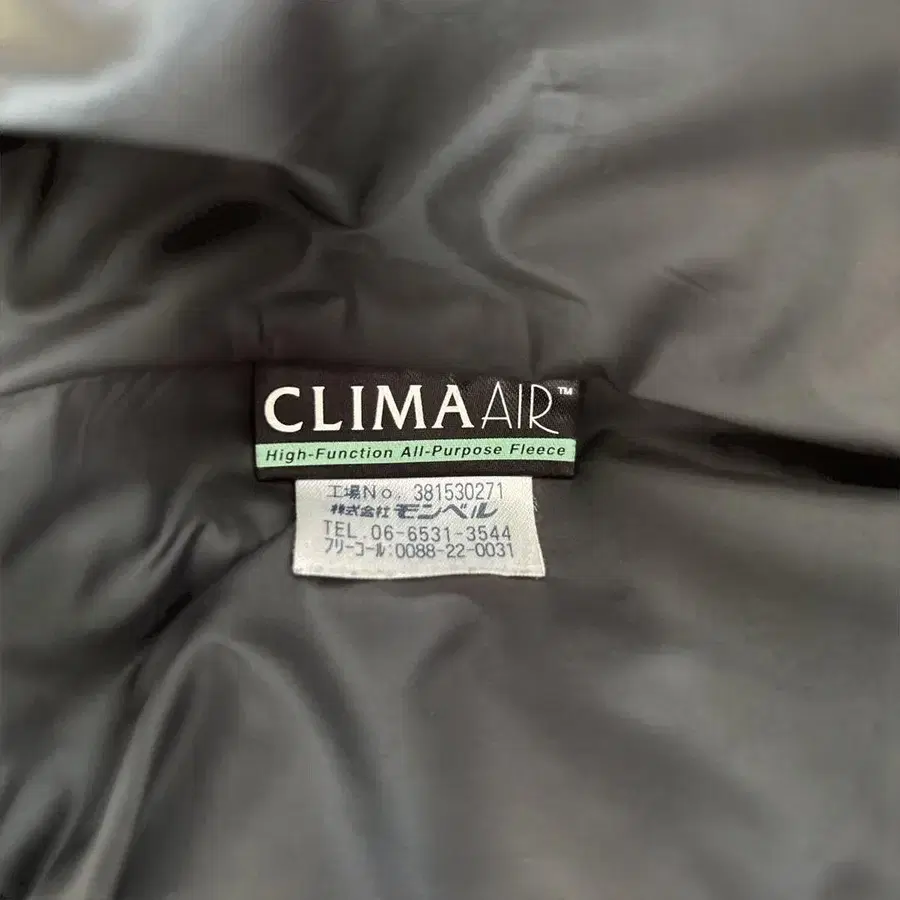 CLIMAAIR™
High-Function All-Purpose Fleece
工場No. 381530271
株式会社モンベル
TEL.06-6531-3544
フリーコール:0088-22-0031